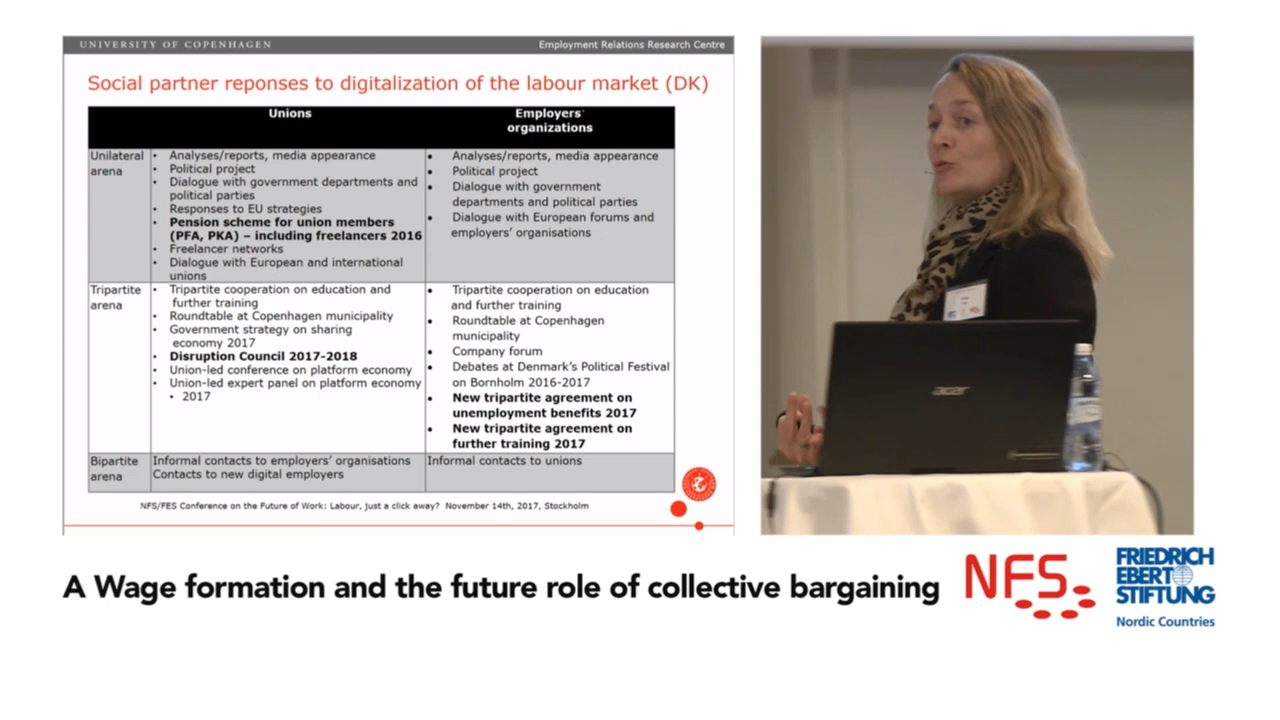 UNIVERSITY OF COPENHAGEN
Employment Relations Research Centre
Social partner reponses to digitalization of the labour market (DK)
Unions
Employers´
organizations
Unilateral
arena
• Analyses/reports, media appearance
• Political project
• Dialogue with government departments and
political parties
• Responses to EU strategies
• Pension scheme for union members
(PFA, PKA) – including freelancers 2016
• Freelancer networks
• Dialogue with European and international
unions
• Analyses/reports, media appearance
• Political project
• Dialogue with government
departments and political parties
• Dialogue with European forums and
employers’ organisations
Tripartite
arena
• Tripartite cooperation on education and
further training
• Roundtable at Copenhagen municipality
• Government strategy on sharing
economy 2017
• Disruption Council 2017-2018
• Union-led conference on platform economy
• Union-led expert panel on platform economy
• 2017
• Tripartite cooperation on education
and further training
• Roundtable at Copenhagen
municipality
• Company forum
• Debates at Denmark’s Political Festival
on Bornholm 2016-2017
• New tripartite agreement on
unemployment benefits 2017
• New tripartite agreement on
further training 2017
Bipartite
arena
Informal contacts to employers’ organisations
Contacts to new digital employers
Informal contacts to unions
NFS/FES Conference on the Future of Work: Labour, just a click away? November 14th, 2017, Stockholm
acer
A Wage formation and the future role of collective bargaining
NFS
FRIEDRICH
EBERT
STIFTUNG
Nordic Countries